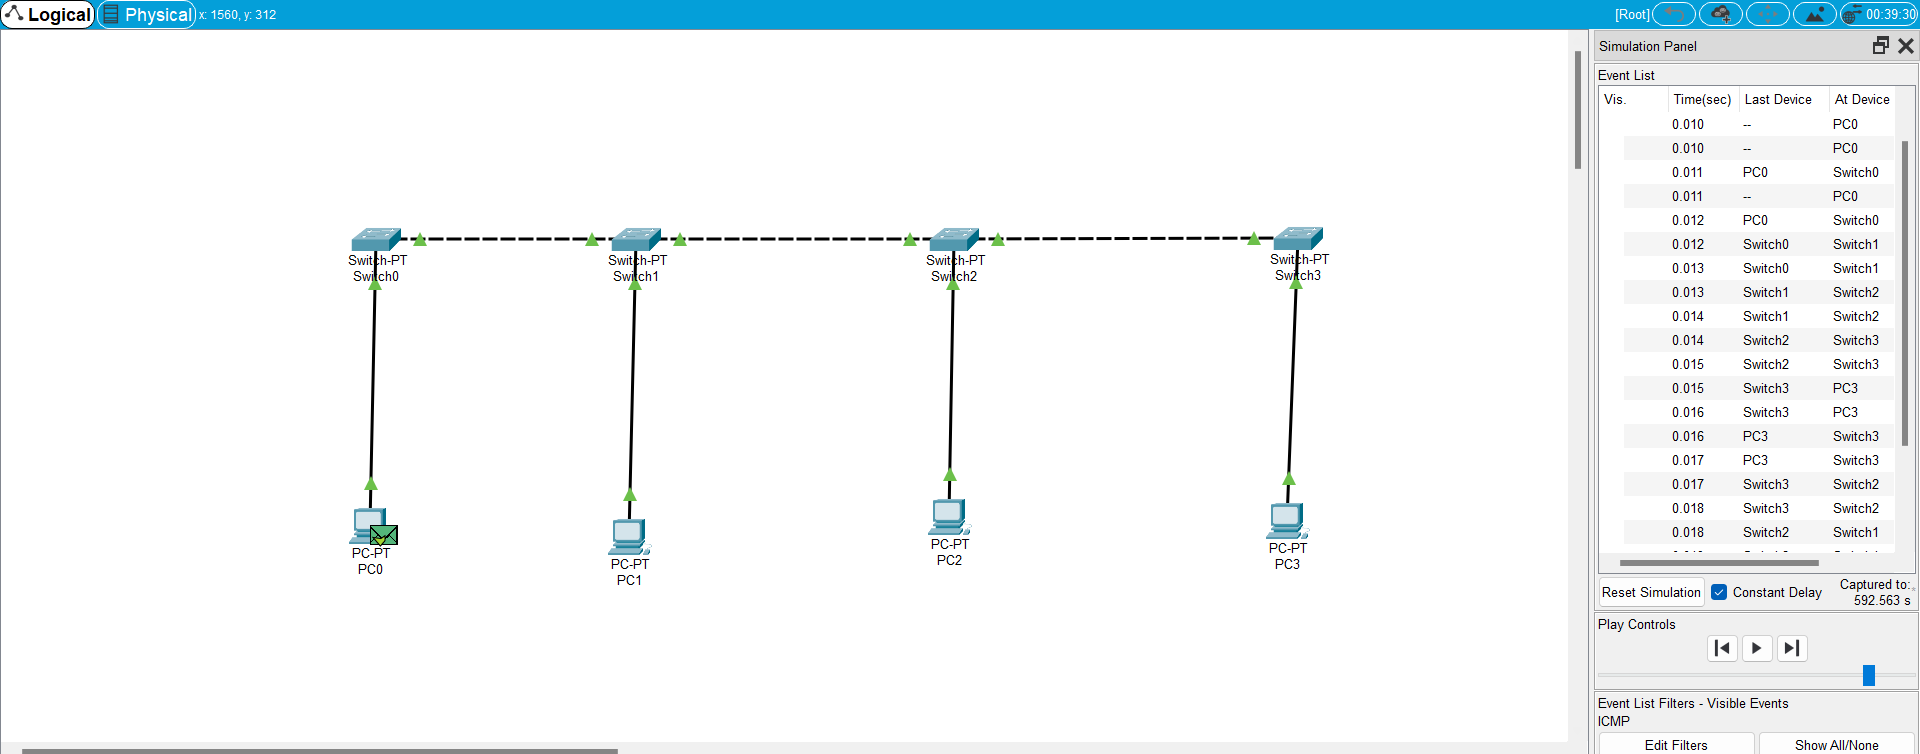 Logical Physical x: 1560, y: 312 [Root] 00:39:30
Simulation Panel
Event List
Vis. Time(sec) Last Device At Device
0.010 -- PC0
0.010 -- PC0
0.011 PC0 Switch0
0.011 -- PC0
0.012 PC0 Switch0
0.012 Switch0 Switch1
0.013 Switch0 Switch1
0.013 Switch1 Switch2
0.014 Switch1 Switch2
0.014 Switch2 Switch3
0.015 Switch2 Switch3
0.015 Switch3 PC3
0.016 Switch3 PC3
0.016 PC3 Switch3
0.017 PC3 Switch3
0.017 Switch3 Switch2
0.018 Switch3 Switch2
0.018 Switch2 Switch1
Reset Simulation Constant Delay Captured to:
592.563 s
Play Controls
Event List Filters - Visible Events
ICMP
Edit Filters Show All/None
Switch-PT
Switch0
Switch-PT
Switch1
Switch-PT
Switch2
Switch-PT
Switch3
PC-PT
PC0
PC-PT
PC1
PC-PT
PC2
PC-PT
PC3